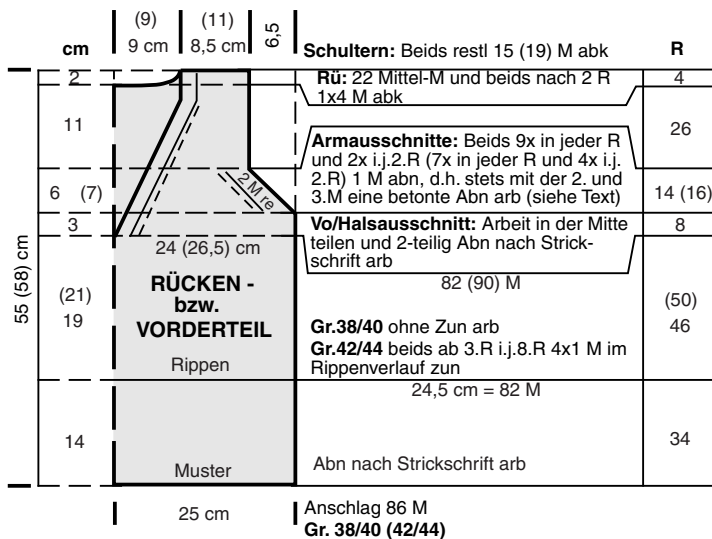 (9)
9 cm
(11)
8,5 cm
6,5
cm
Schultern: Beids restl 15 (19) M abk
R
2
Rü: 22 Mittel-M und beids nach 2 R
1x4 M abk
4
11
26
Armausschnitte: Beids 9x in jeder R
und 2x i.j.2.R (7x in jeder R und 4x i.j.
2.R) 1 M abn, d.h. stets mit der 2. und
3.M eine betonte Abn arb (siehe Text)
2 M re
6 (7)
14 (16)
3
Vo/Halsausschnitt: Arbeit in der Mitte
teilen und 2-teilig Abn nach Strick-
schrift arb
8
24 (26,5) cm
82 (90) M
55 (58) cm
(21)
19
RÜCKEN -
bzw.
VORDERTEIL
Rippen
Gr.38/40 ohne Zun arb
Gr.42/44 beids ab 3.R i.j.8.R 4x1 M im
Rippenverlauf zun
(50)
46
24,5 cm = 82 M
14
34
Muster
Abn nach Strickschrift arb
25 cm
Anschlag 86 M
Gr. 38/40 (42/44)